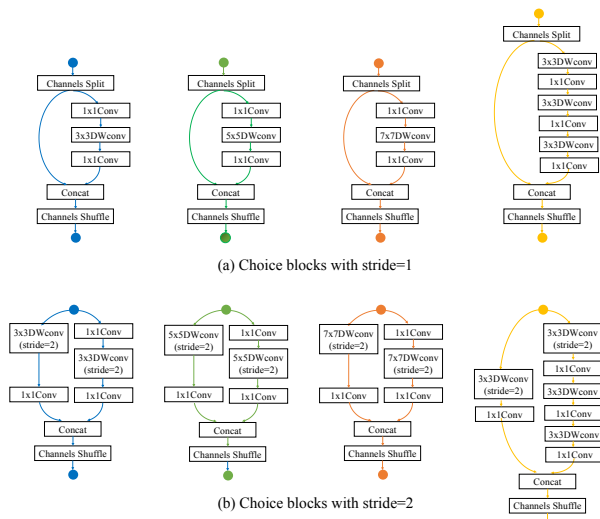 Channels Split
1x1Conv
3x3DWconv
1x1Conv
Concat
Channels Shuffle
Channels Split
1x1Conv
5x5DWconv
1x1Conv
Concat
Channels Shuffle
Channels Split
1x1Conv
7x7DWconv
1x1Conv
Concat
Channels Shuffle
Channels Split
3x3DWconv
1x1Conv
3x3DWconv
1x1Conv
3x3DWconv
1x1Conv
Concat
Channels Shuffle
(a) Choice blocks with stride=1
3x3DWconv
(stride=2)
1x1Conv
1x1Conv
3x3DWconv
(stride=2)
1x1Conv
Concat
Channels Shuffle
5x5DWconv
(stride=2)
1x1Conv
1x1Conv
5x5DWconv
(stride=2)
1x1Conv
Concat
Channels Shuffle
7x7DWconv
(stride=2)
1x1Conv
1x1Conv
7x7DWconv
(stride=2)
1x1Conv
Concat
Channels Shuffle
3x3DWconv
(stride=2)
1x1Conv
3x3DWconv
(stride=2)
1x1Conv
3x3DWconv
1x1Conv
3x3DWconv
1x1Conv
Concat
Channels Shuffle
(b) Choice blocks with stride=2